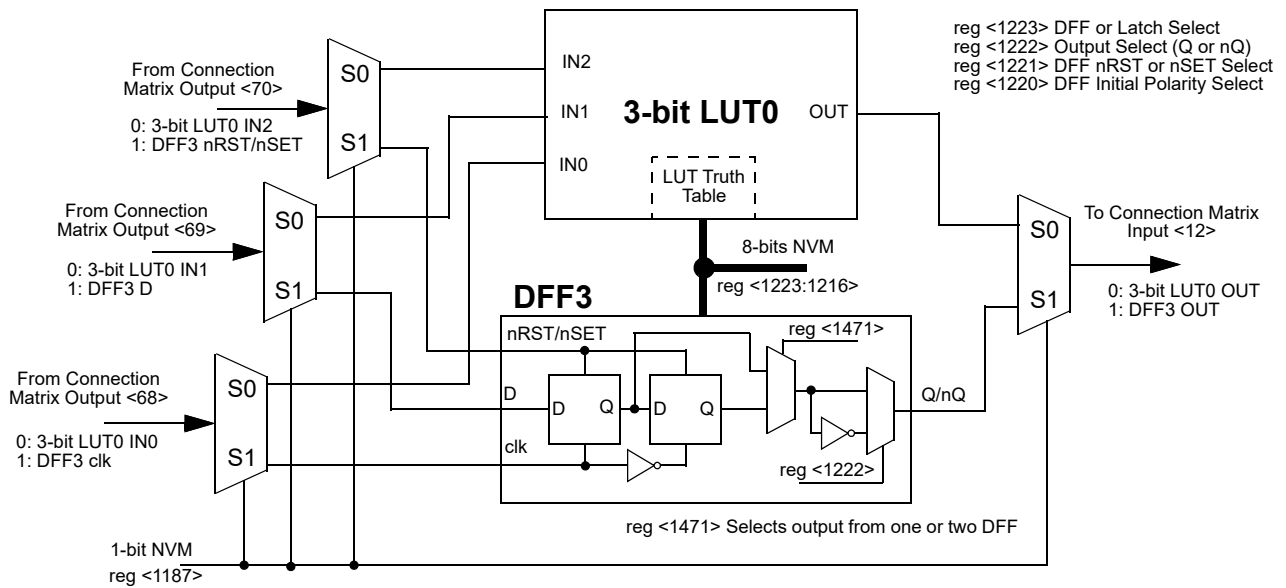 From Connection
Matrix Output <70>
0: 3-bit LUT0 IN2
1: DFF3 nRST/nSET
S0
S1
From Connection
Matrix Output <69>
0: 3-bit LUT0 IN1
1: DFF3 D
S0
S1
From Connection
Matrix Output <68>
0: 3-bit LUT0 IN0
1: DFF3 clk
S0
S1
1-bit NVM
reg <1187>
IN2
IN1
IN0
3-bit LUT0
OUT
LUT Truth
Table
8-bits NVM
reg <1223:1216>
DFF3
nRST/nSET
D
clk
D
Q
D
Q
reg <1471>
reg <1222>
Q/nQ
reg <1471> Selects output from one or two DFF
reg <1223> DFF or Latch Select
reg <1222> Output Select (Q or nQ)
reg <1221> DFF nRST or nSET Select
reg <1220> DFF Initial Polarity Select
S0
S1
To Connection Matrix
Input <12>
0: 3-bit LUT0 OUT
1: DFF3 OUT